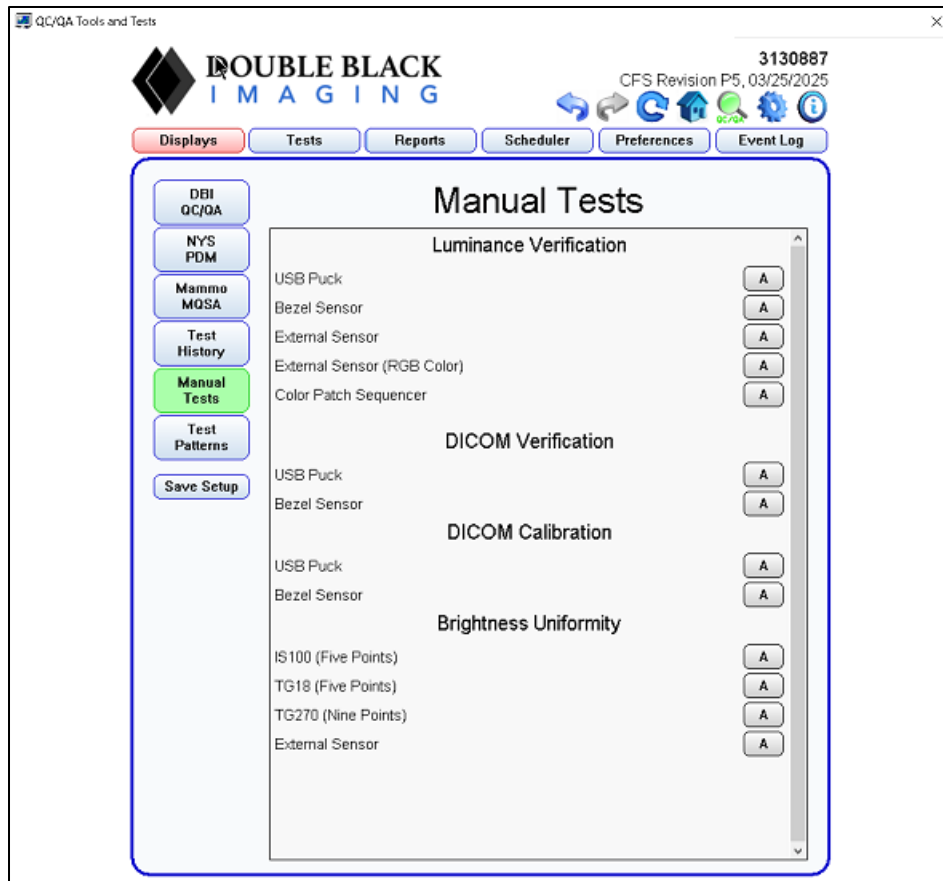 QC/QA Tools and Tests
DOUBLE BLACK
IMAGING
3130887
CFS Revision P5, 03/25/2025
QC/QA
Displays
Tests
Reports
Scheduler
Preferences
Event Log
DBI
QC/QA
NYS
PDM
Mammo
MQSA
Test
History
Manual
Tests
Test
Patterns
Save Setup
Manual Tests
Luminance Verification
USB Puck A
Bezel Sensor A
External Sensor A
External Sensor (RGB Color) A
Color Patch Sequencer A
DICOM Verification
USB Puck A
Bezel Sensor A
DICOM Calibration
USB Puck A
Bezel Sensor A
Brightness Uniformity
IS100 (Five Points) A
TG18 (Five Points) A
TG270 (Nine Points) A
External Sensor A